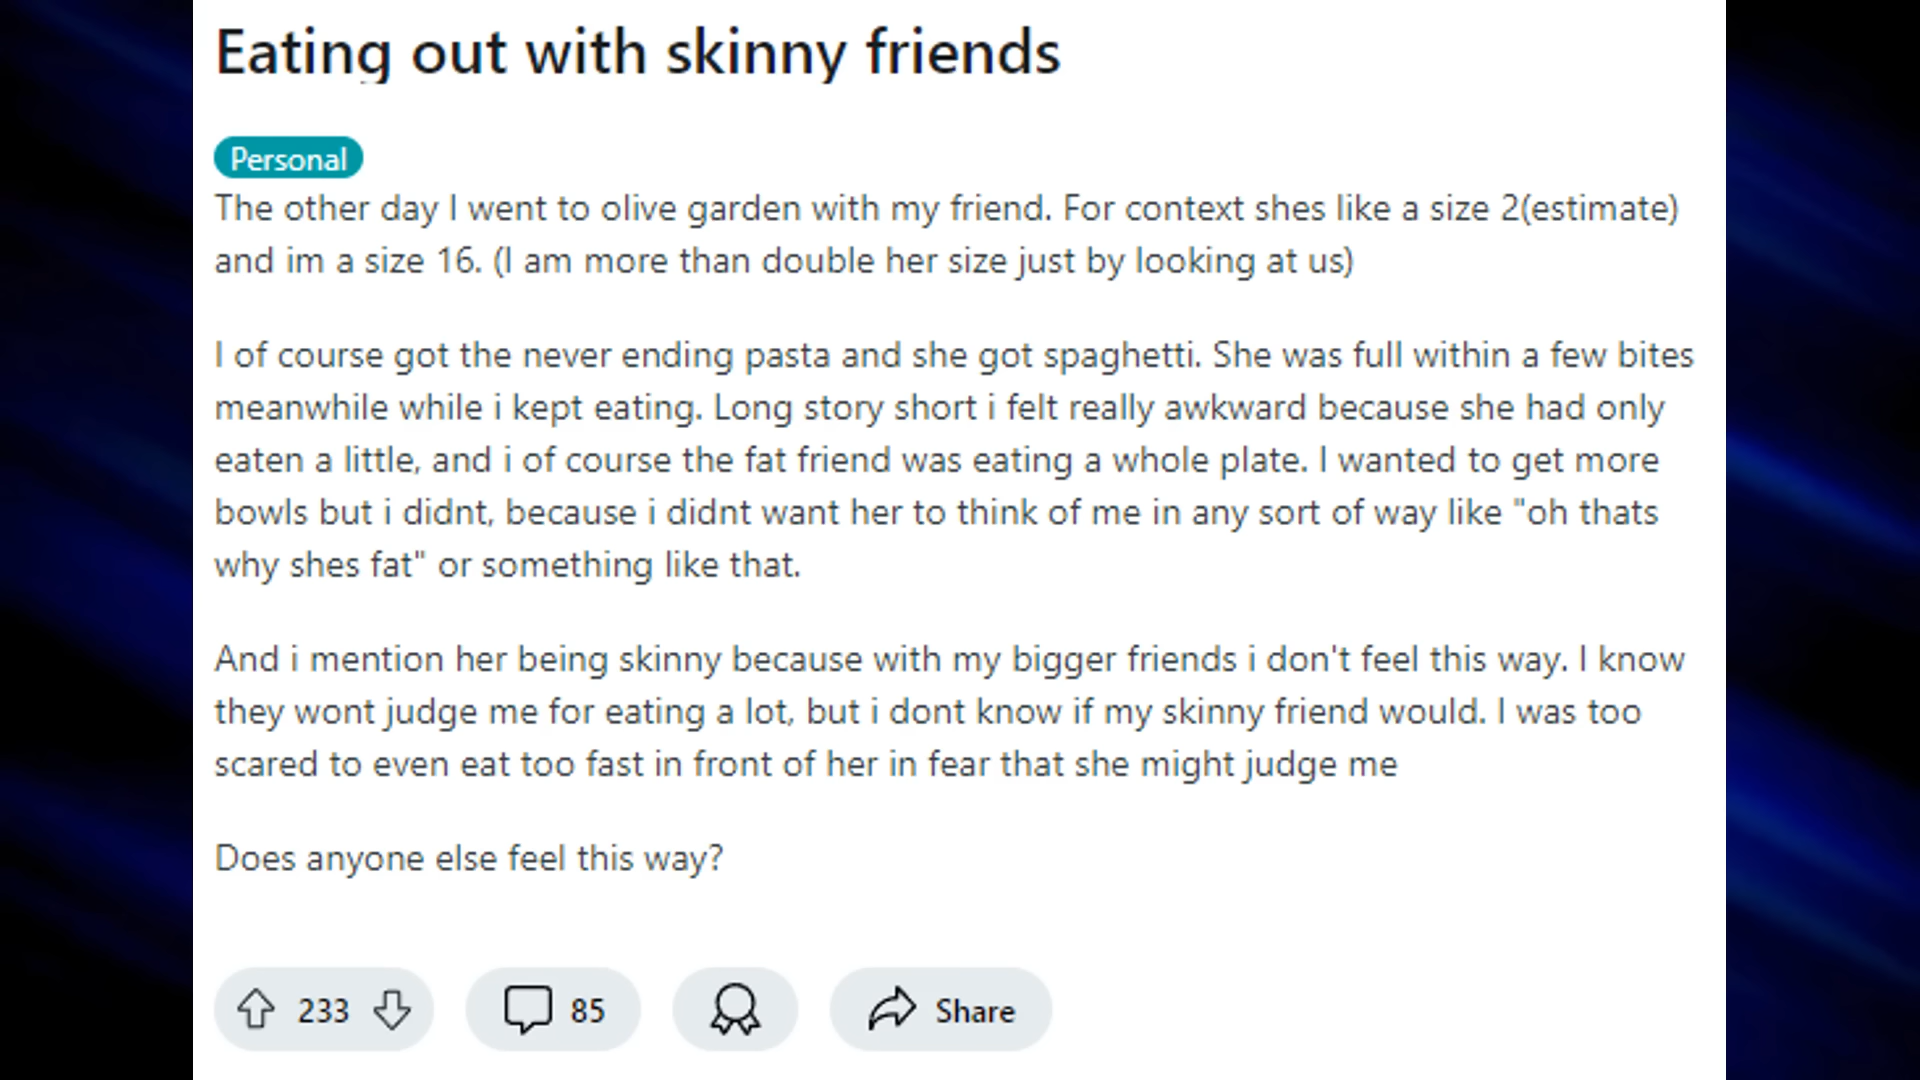 Eating out with skinny friends
Personal
The other day I went to olive garden with my friend. For context shes like a size 2(estimate)
and im a size 16. (I am more than double her size just by looking at us)
I of course got the never ending pasta and she got spaghetti. She was full within a few bites
meanwhile while i kept eating. Long story short i felt really awkward because she had only
eaten a little, and i of course the fat friend was eating a whole plate. I wanted to get more
bowls but i didnt, because i didnt want her to think of me in any sort of way like "oh thats
why shes fat" or something like that.
And i mention her being skinny because with my bigger friends i don't feel this way. I know
they wont judge me for eating a lot, but i dont know if my skinny friend would. I was too
scared to even eat too fast in front of her in fear that she might judge me
Does anyone else feel this way?
233 85 Share